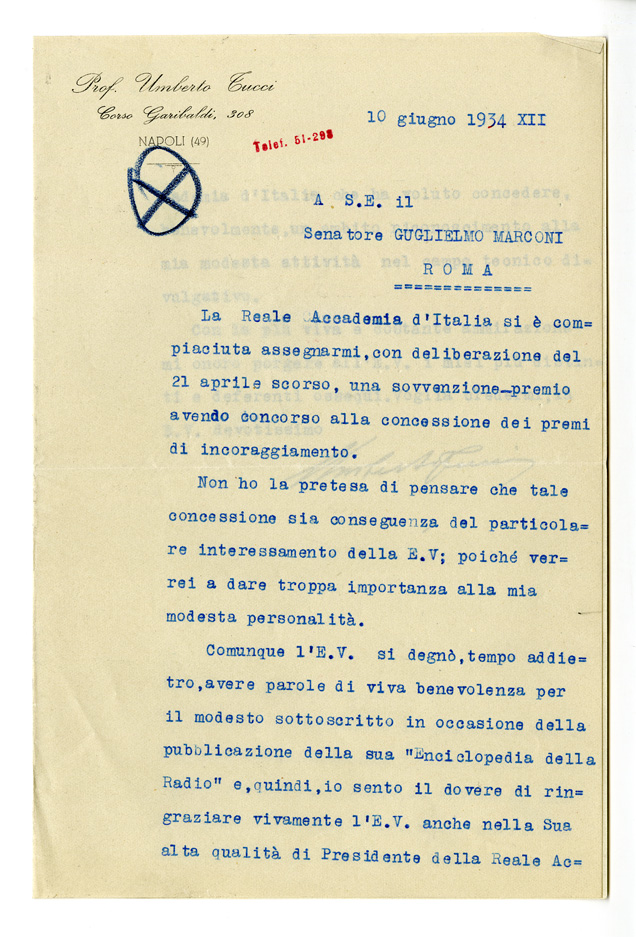 Prof. Umberto Tucci
Corso Garibaldi, 308
NAPOLI (49)
Telef. 51-298
10 giugno 1934 XII
A S.E. il
Senatore GUGLIELMO MARCONI
R O M A
==============
La Reale Accademia d'Italia si è com=
piaciuta assegnarmi,con deliberazione del
21 aprile scorso, una sovvenzione-premio
avendo concorso alla concessione dei premi
di incoraggiamento.
Non ho la pretesa di pensare che tale
concessione sia conseguenza del particola=
re interessamento della E.V; poiché ver=
rei a dare troppa importanza alla mia
modesta personalità.
Comunque l'E.V. si degnò,tempo addie=
tro,avere parole di viva benevolenza per
il modesto sottoscritto in occasione della
pubblicazione della sua "Enciclopedia della
Radio" e,quindi,io sento il dovere di rin=
graziare vivamente l'E.V. anche nella Sua
alta qualità di Presidente della Reale Ac=